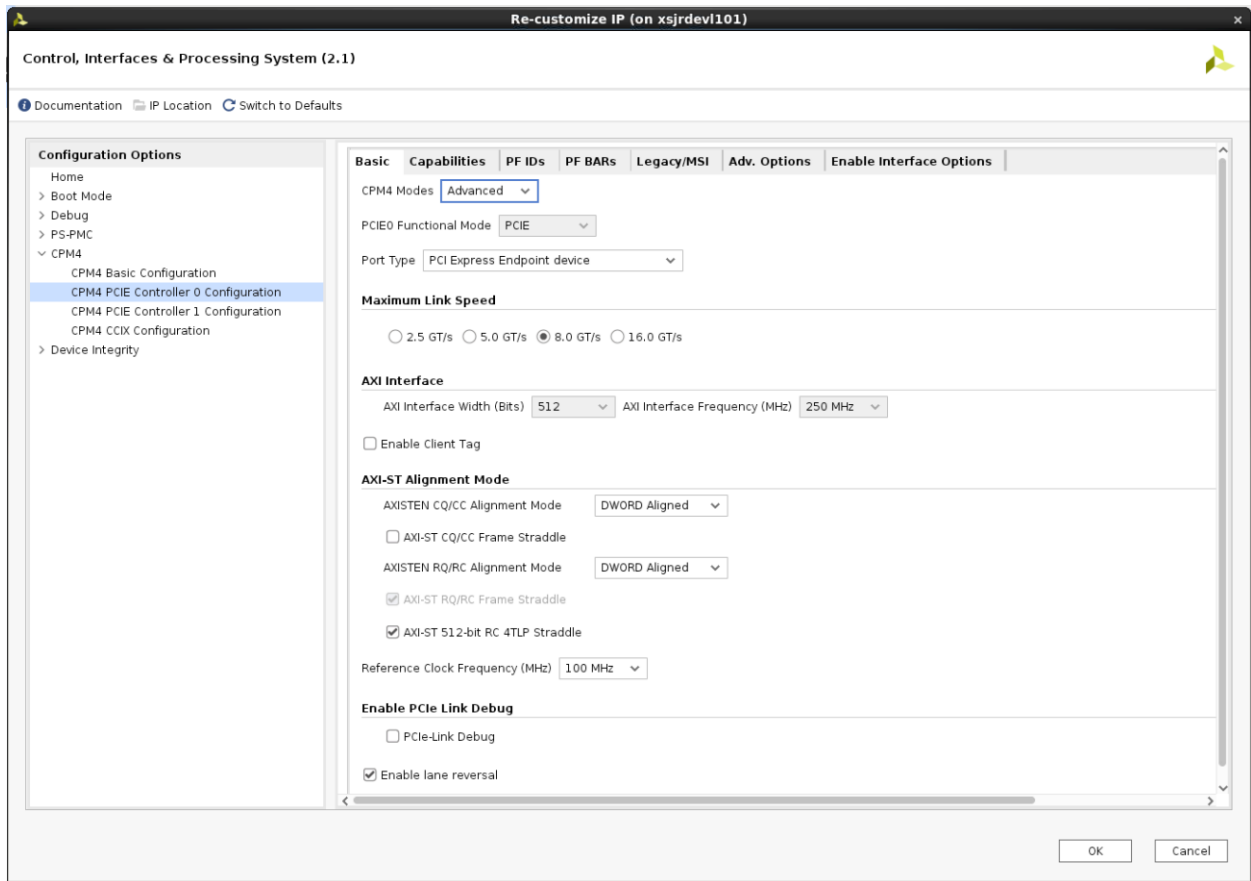 Re-customize IP (on xsjrdevl101)
×
Control, Interfaces & Processing System (2.1)
Documentation IP Location Switch to Defaults
Configuration Options
Home
Boot Mode
Debug
PS-PMC
CPM4
CPM4 Basic Configuration
CPM4 PCIE Controller 0 Configuration
CPM4 PCIE Controller 1 Configuration
CPM4 CCIX Configuration
Device Integrity
Basic Capabilities PF IDs PF BARs Legacy/MSI Adv. Options Enable Interface Options
CPM4 Modes Advanced
PCIE0 Functional Mode PCIE
Port Type PCI Express Endpoint device
Maximum Link Speed
2.5 GT/s 5.0 GT/s 8.0 GT/s 16.0 GT/s
AXI Interface
AXI Interface Width (Bits) 512 AXI Interface Frequency (MHz) 250 MHz
Enable Client Tag
AXI-ST Alignment Mode
AXISTEN CQ/CC Alignment Mode DWORD Aligned
AXI-ST CQ/CC Frame Straddle
AXISTEN RQ/RC Alignment Mode DWORD Aligned
AXI-ST RQ/RC Frame Straddle
AXI-ST 512-bit RC 4TLP Straddle
Reference Clock Frequency (MHz) 100 MHz
Enable PCIe Link Debug
PCIe-Link Debug
Enable lane reversal
OK Cancel